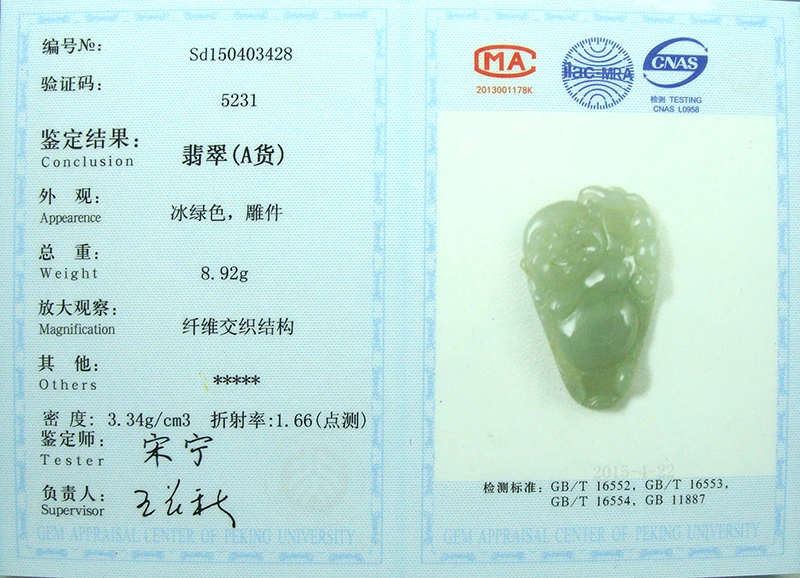 编号№: Sd150403428
验证码: 5231
鉴定结果: 翡翠(A货)
Conclusion
外 观: 冰绿色，雕件
Appearence
总 重: 8.92g
Weight
放大观察: 纤维交织结构
Magnification
其 他: *****
Others
密 度: 3.34g/cm3 折射率:1.66(点测)
鉴定师: 宋宁
Tester
负责人:
Supervisor
GEM APPRAISAL CENTER OF PEKING UNIVERSITY
MA
2013001178K
ilac-MRA
CNAS
检测 TESTING
CNAS L0958
2015-4-22
检测标准: GB/T 16552, GB/T 16553,
GB/T 16554, GB 11887
GEM APPRAISAL CENTER OF PEKING UNIVERSITY